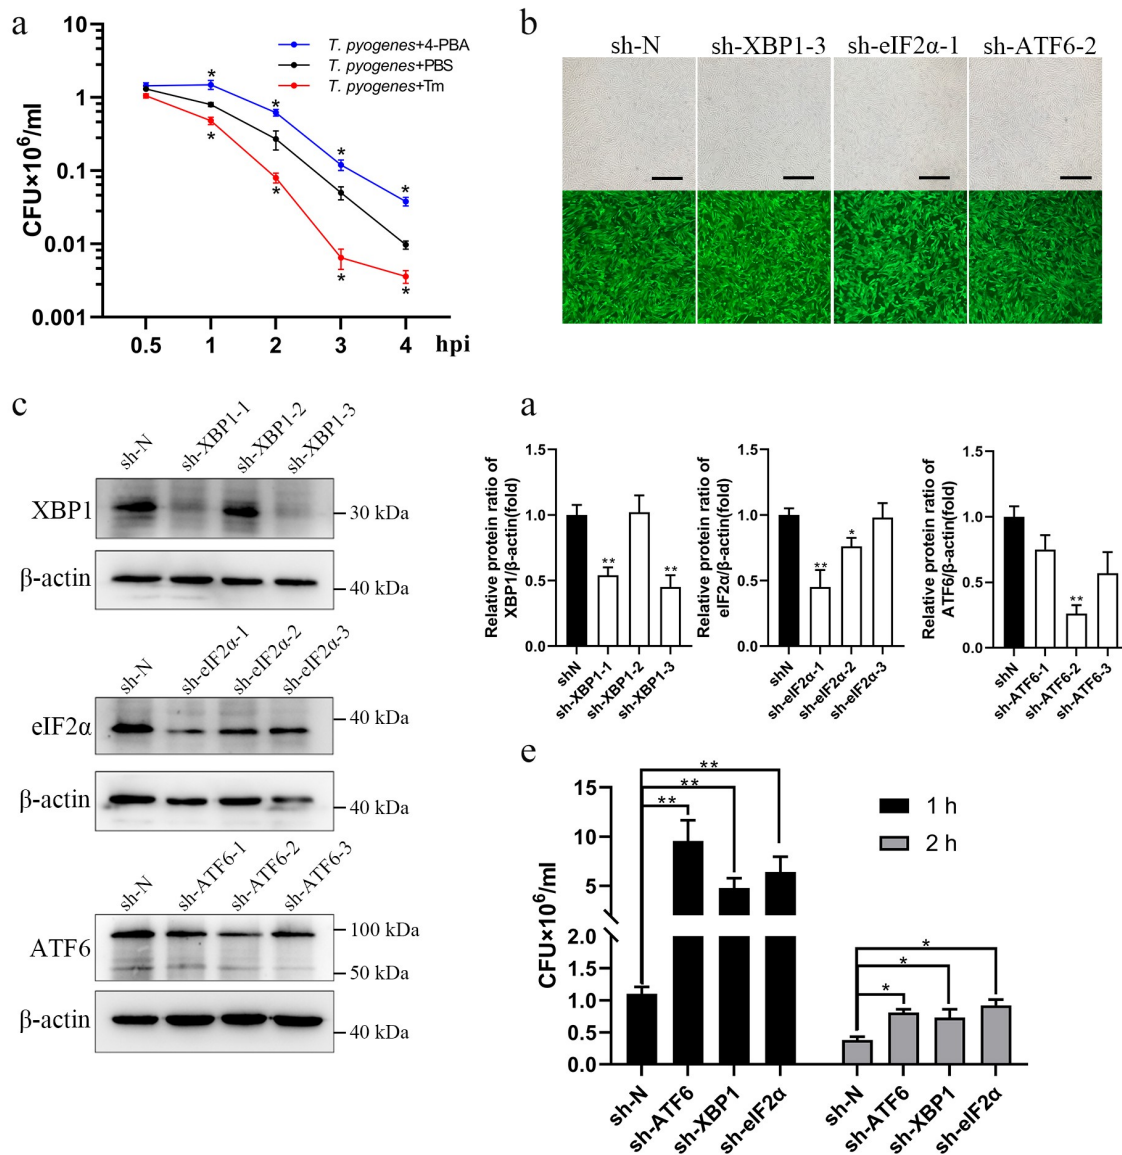 a
10
1
0.1
0.01
0.001
CFU×10⁶/ml
T. pyogenes+4-PBA
T. pyogenes+PBS
T. pyogenes+Tm
*
*
*
*
*
*
*
*
0.5 1 2 3 4 hpi
b
sh-N sh-XBP1-3 sh-eIF2α-1 sh-ATF6-2
c
sh-N sh-XBP1-1 sh-XBP1-2 sh-XBP1-3
XBP1
30 kDa
β-actin
40 kDa
sh-N sh-eIF2α-1 sh-eIF2α-2 sh-eIF2α-3
eIF2α
40 kDa
β-actin
40 kDa
sh-N sh-ATF6-1 sh-ATF6-2 sh-ATF6-3
ATF6
100 kDa
50 kDa
β-actin
40 kDa
a
Relative protein ratio of
XBP1/β-actin(fold)
1.5
1.0
0.5
0.0
** **
shN sh-XBP1-1 sh-XBP1-2 sh-XBP1-3
Relative protein ratio of
eIF2α/β-actin(fold)
1.5
1.0
0.5
0.0
** *
shN sh-eIF2α-1 sh-eIF2α-2 sh-eIF2α-3
Relative protein ratio of
ATF6/β-actin(fold)
1.5
1.0
0.5
0.0
**
shN sh-ATF6-1 sh-ATF6-2 sh-ATF6-3
e
CFU×10⁶/ml
15
10
5
2.0
1.5
1.0
0.5
0.0
**
**
**
1 h
2 h
*
*
*
sh-N sh-ATF6 sh-XBP1 sh-eIF2α sh-N sh-ATF6 sh-XBP1 sh-eIF2α